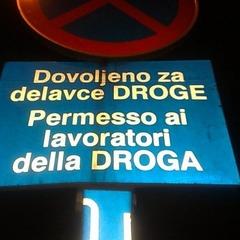 Dovoljeno za
delavce DROGE
Permesso ai
lavoratori
della DROGA